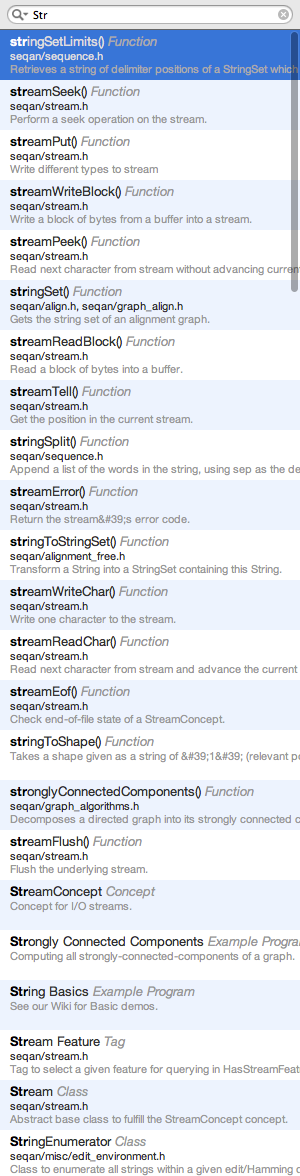 Str
stringSetLimits() Function
seqan/sequence.h
Retrieves a string of delimiter positions of a StringSet which
streamSeek() Function
seqan/stream.h
Perform a seek operation on the stream.
streamPut() Function
seqan/stream.h
Write different types to stream
streamWriteBlock() Function
seqan/stream.h
Write a block of bytes from a buffer into a stream.
streamPeek() Function
seqan/stream.h
Read next character from stream without advancing curren
stringSet() Function
seqan/align.h, seqan/graph_align.h
Gets the string set of an alignment graph.
streamReadBlock() Function
seqan/stream.h
Read a block of bytes into a buffer.
streamTell() Function
seqan/stream.h
Get the position in the current stream.
stringSplit() Function
seqan/sequence.h
Append a list of the words in the string, using sep as the de
streamError() Function
seqan/stream.h
Return the stream&#39;s error code.
stringToStringSet() Function
seqan/alignment_free.h
Transform a String into a StringSet containing this String.
streamWriteChar() Function
seqan/stream.h
Write one character to the stream.
streamReadChar() Function
seqan/stream.h
Read next character from stream and advance the current
streamEof() Function
seqan/stream.h
Check end-of-file state of a StreamConcept.
stringToShape() Function
Takes a shape given as a string of &#39;1&#39; (relevant po
stronglyConnectedComponents() Function
seqan/graph_algorithms.h
Decomposes a directed graph into its strongly connected c
streamFlush() Function
seqan/stream.h
Flush the underlying stream.
StreamConcept Concept
Concept for I/O streams.
Strongly Connected Components Example Progra
Computing all strongly-connected-components of a graph.
String Basics Example Program
See our Wiki for Basic demos.
Stream Feature Tag
seqan/stream.h
Tag to select a given feature for querying in HasStreamFea
Stream Class
seqan/stream.h
Abstract base class to fulfill the StreamConcept concept.
StringEnumerator Class
seqan/misc/edit_environment.h
Class to enumerate all strings within a given edit/Hamming d